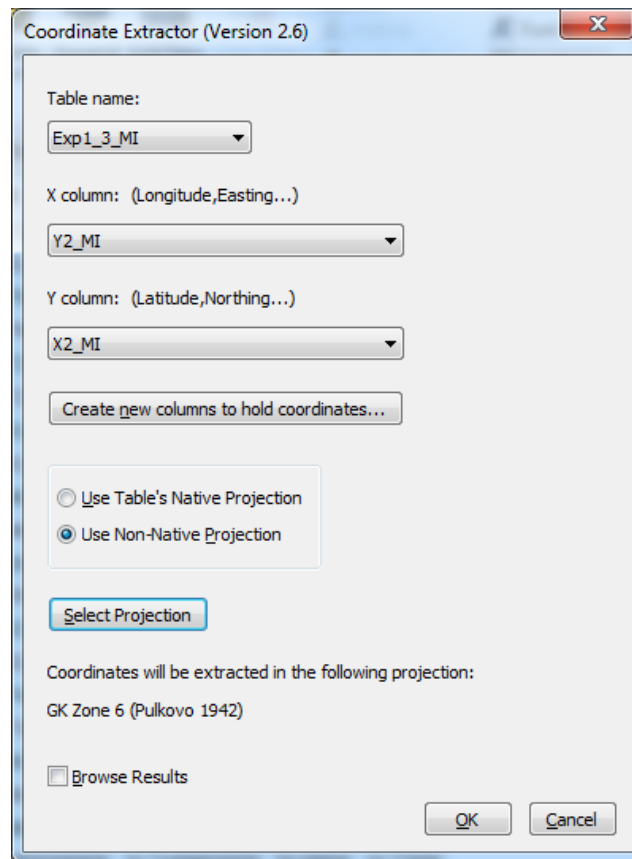 Coordinate Extractor (Version 2.6)
Table name:
Exp1_3_MI
X column:  (Longitude,Easting...)
Y2_MI
Y column:  (Latitude,Northing...)
X2_MI
Create new columns to hold coordinates...
Use Table's Native Projection
Use Non-Native Projection
Select Projection
Coordinates will be extracted in the following projection:
GK Zone 6 (Pulkovo 1942)
Browse Results
OK Cancel